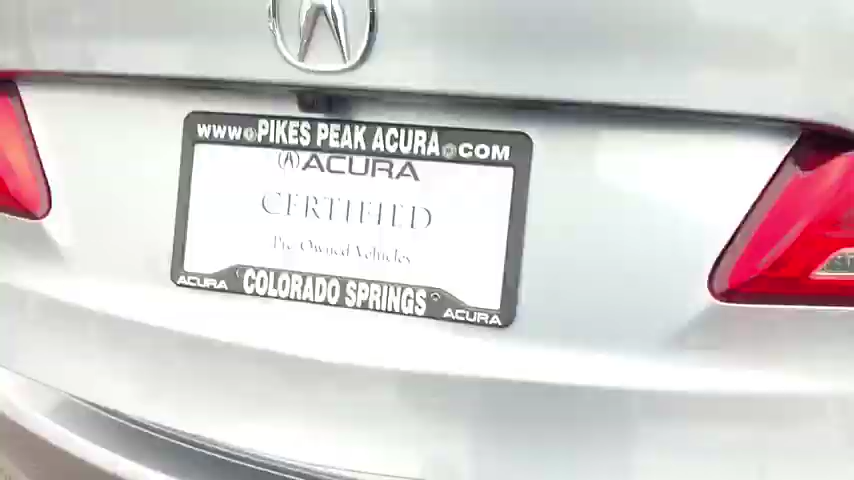 WWW.PIKES PEAK ACURA.COM
ACURA
CERTIFIED
Pre-Owned Vehicles
ACURA COLORADO SPRINGS ACURA